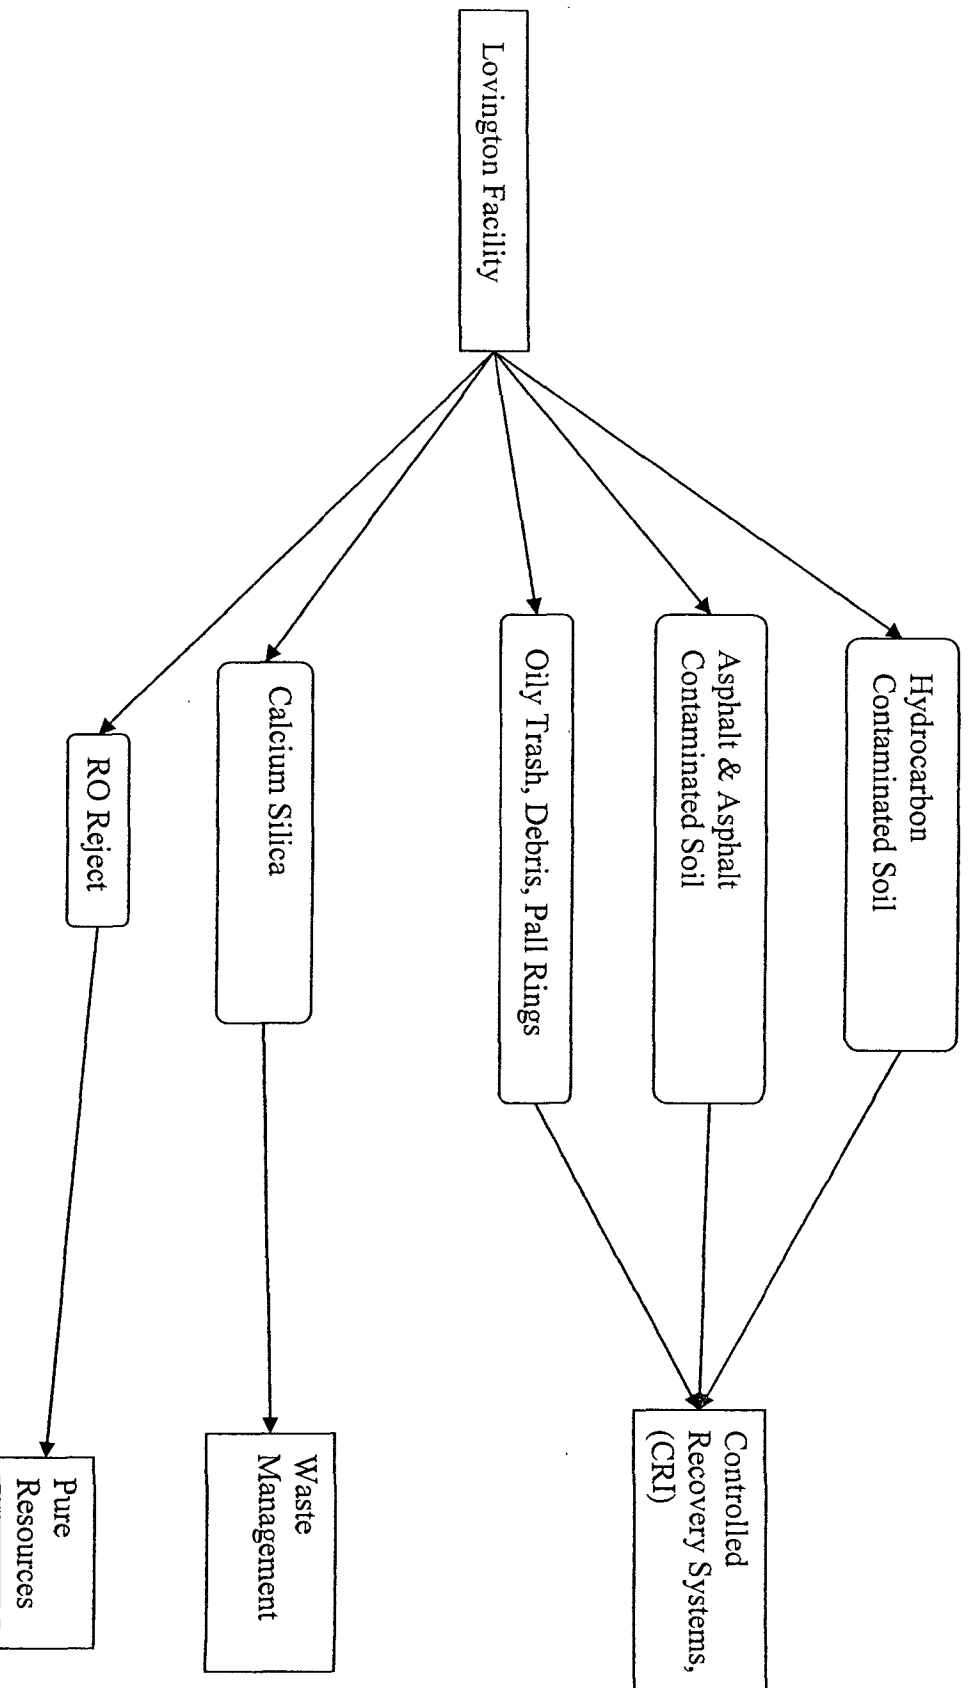 Lovington Facility
Hydrocarbon
Contaminated Soil
Asphalt & Asphalt
Contaminated Soil
Oily Trash, Debris, Pall Rings
Calcium Silica
RO Reject
Controlled
Recovery Systems,
(CRI)
Waste
Management
Pure
Resources